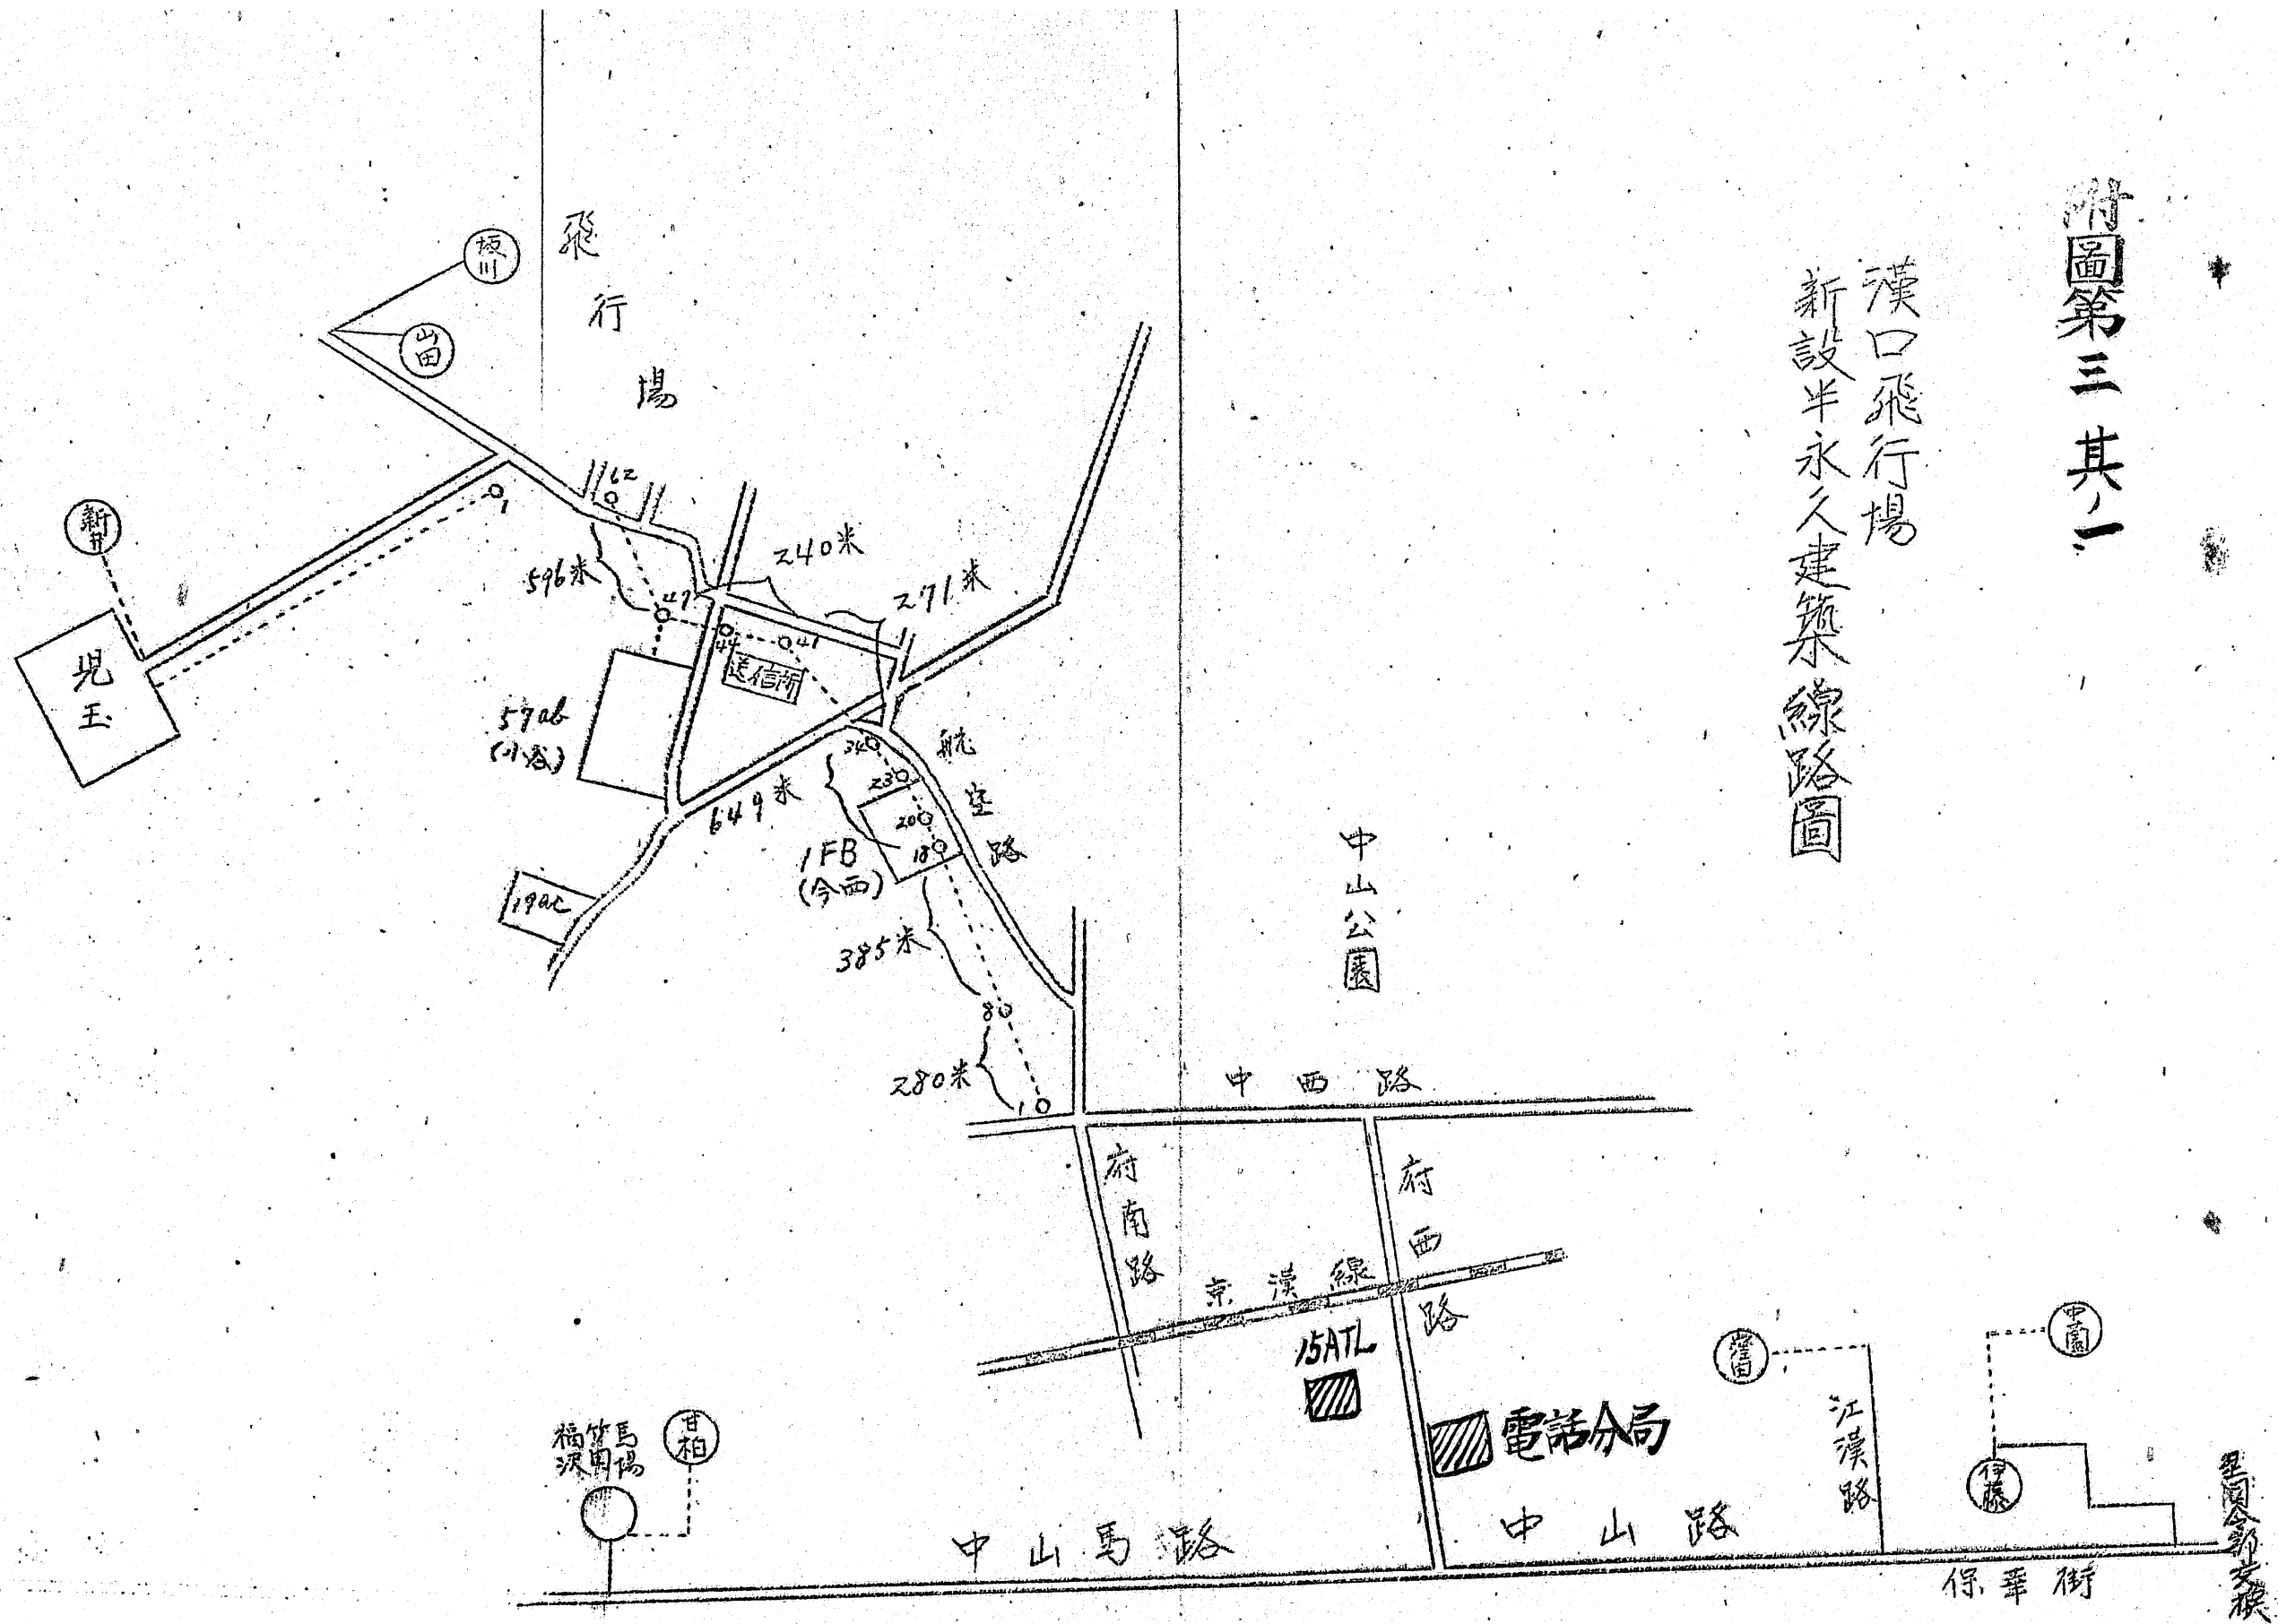 附圖第三 其ノ一
漢口飛行場
新設半永久建築線路圖
飛行場
坂川
山田
新井
児玉
62
1
596米
240米
271米
47
44
41
送信所
57ab
(小谷)
649米
34
23
20
18
航空路
1FB
(今西)
19ac
385米
8
280米
1
中山公園
中西路
府南路
府西路
京漢線
15ATL
電話分局
窪田
江漢路
中薗
伊藤
馬場
竹田
福沢
甘柏
中山馬路
中山路
保華街